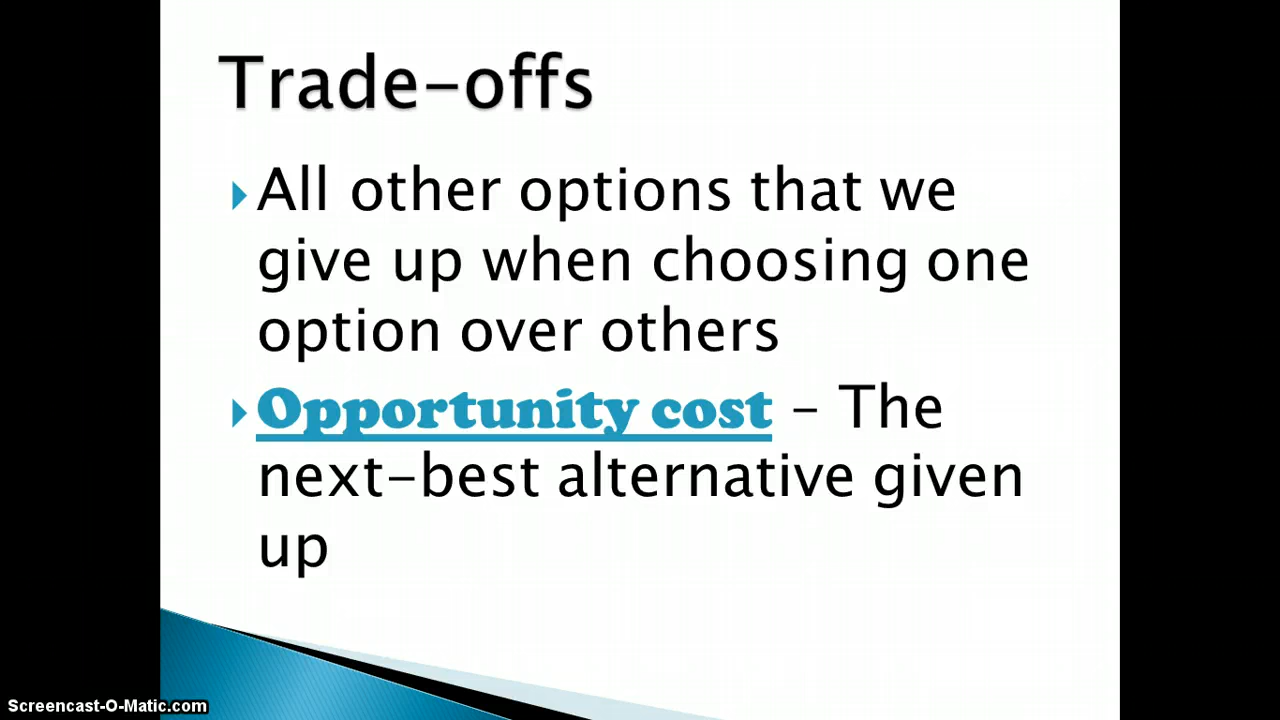 Trade-offs
All other options that we
give up when choosing one
option over others
Opportunity cost - The
next-best alternative given
up
Screencast-O-Matic.com